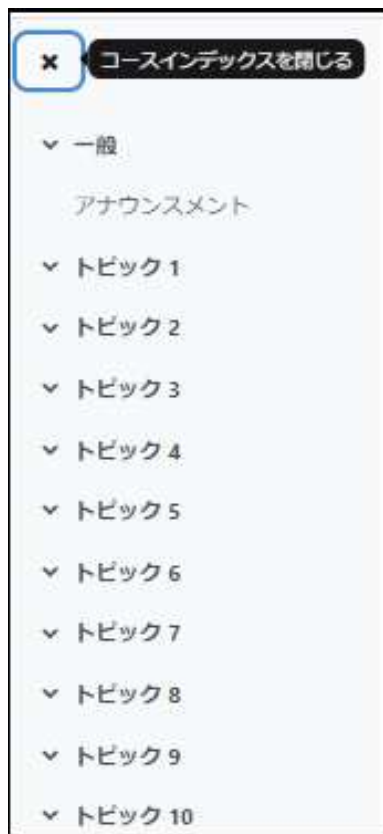 コースインデックスを閉じる
一般
アナウンスメント
トピック 1
トピック 2
トピック 3
トピック 4
トピック 5
トピック 6
トピック 7
トピック 8
トピック 9
トピック 10